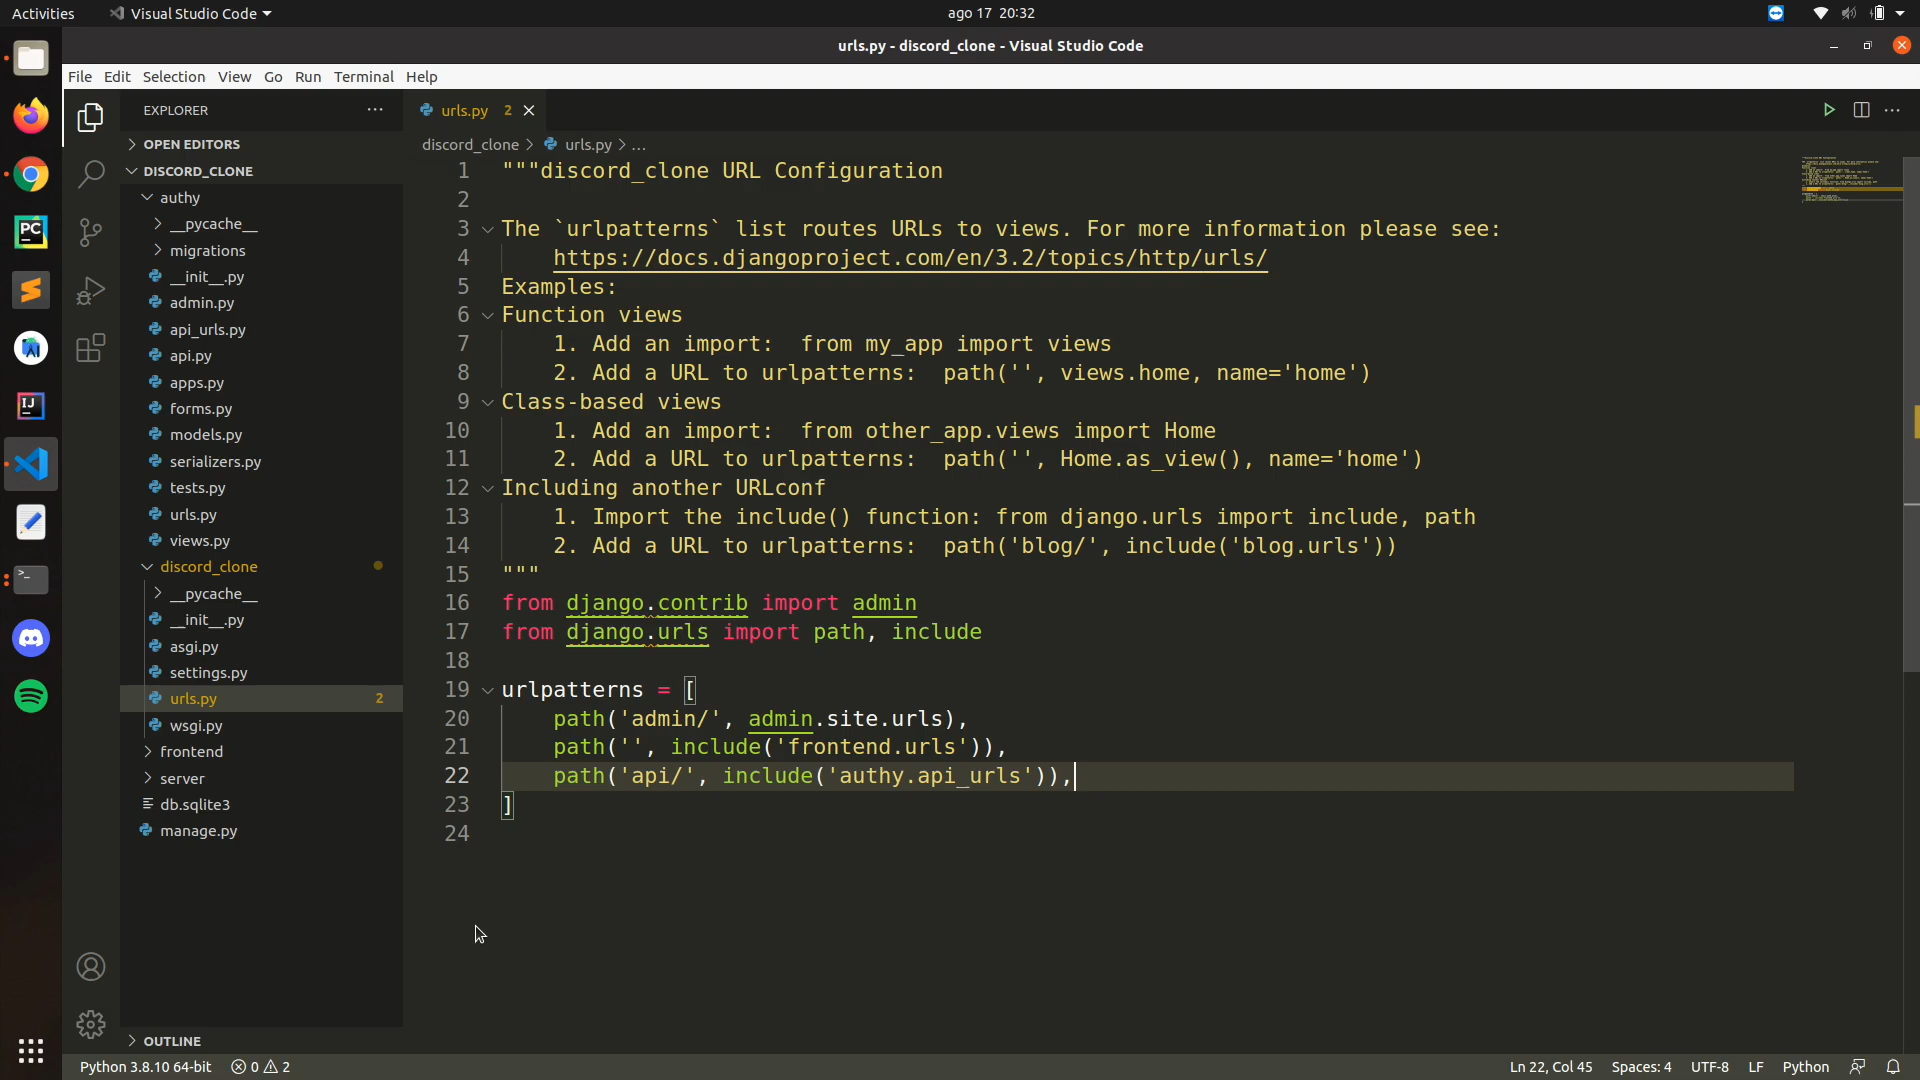 Activities
Visual Studio Code
ago 17 20:32
urls.py - discord_clone - Visual Studio Code
File Edit Selection View Go Run Terminal Help
EXPLORER
OPEN EDITORS
DISCORD_CLONE
authy
__pycache__
migrations
__init__.py
admin.py
api_urls.py
api.py
apps.py
forms.py
models.py
serializers.py
tests.py
urls.py
views.py
discord_clone
__pycache__
__init__.py
asgi.py
settings.py
urls.py 2
wsgi.py
frontend
server
db.sqlite3
manage.py
OUTLINE
urls.py 2
discord_clone > urls.py > ...
1 """discord_clone URL Configuration
2
3 The `urlpatterns` list routes URLs to views. For more information please see:
4     https://docs.djangoproject.com/en/3.2/topics/http/urls/
5 Examples:
6 Function views
7     1. Add an import:  from my_app import views
8     2. Add a URL to urlpatterns:  path('', views.home, name='home')
9 Class-based views
10     1. Add an import:  from other_app.views import Home
11     2. Add a URL to urlpatterns:  path('', Home.as_view(), name='home')
12 Including another URLconf
13     1. Import the include() function: from django.urls import include, path
14     2. Add a URL to urlpatterns:  path('blog/', include('blog.urls'))
15 """
16 from django.contrib import admin
17 from django.urls import path, include
18
19 urlpatterns = [
20     path('admin/', admin.site.urls),
21     path('', include('frontend.urls')),
22     path('api/', include('authy.api_urls')),
23 ]
24
Python 3.8.10 64-bit 0 2
Ln 22, Col 45 Spaces: 4 UTF-8 LF Python